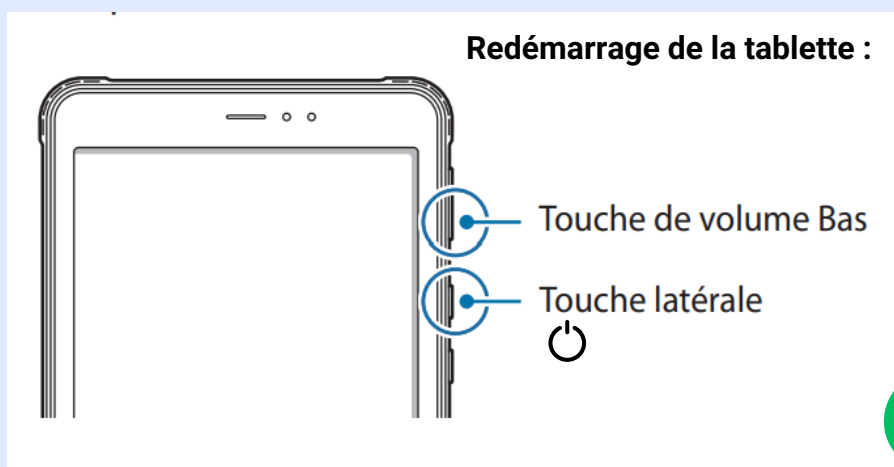 Redémarrage de la tablette :
Touche de volume Bas
Touche latérale